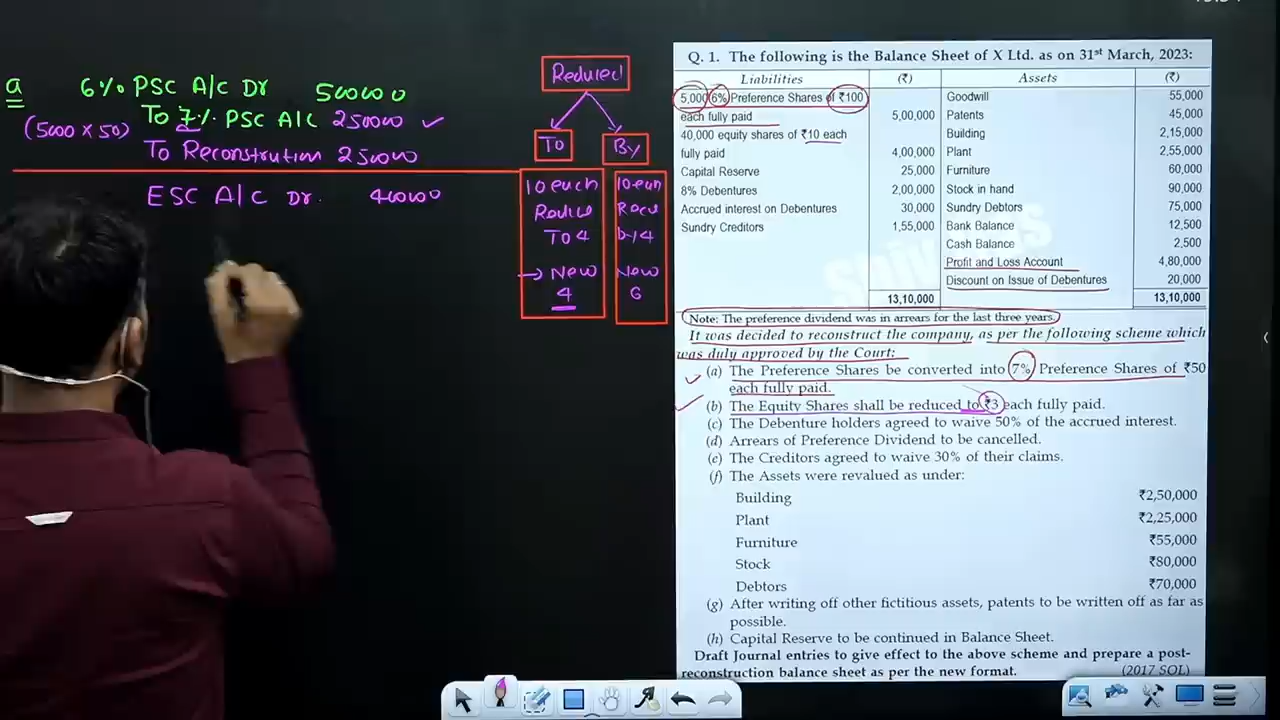 a
6% PSC A/C Dr 500000
To 7% PSC A/C 250000 ✓
(5000 x 50)
To Reconstrution 250000
ESC A/C Dr. 400000
Reduced
To By
10 each
Reduce
To 4
→ New
4
10 each
b/4
New
6
Q. 1. The following is the Balance Sheet of X Ltd. as on 31st March, 2023:
Liabilities (₹) Assets (₹)
5,000 6% Preference Shares of ₹100 Goodwill 55,000
each fully paid 5,00,000 Patents 45,000
40,000 equity shares of ₹10 each Building 2,15,000
fully paid 4,00,000 Plant 2,55,000
Capital Reserve 25,000 Furniture 60,000
8% Debentures 2,00,000 Stock in hand 90,000
Accrued interest on Debentures 30,000 Sundry Debtors 75,000
Sundry Creditors 1,55,000 Bank Balance 12,500
Cash Balance 2,500
Profit and Loss Account 4,80,000
Discount on Issue of Debentures 20,000
13,10,000 13,10,000
Note: The preference dividend was in arrears for the last three years.
It was decided to reconstruct the company, as per the following scheme which
was duly approved by the Court:
(a) The Preference Shares be converted into 7% Preference Shares of ₹50
each fully paid.
(b) The Equity Shares shall be reduced to ₹3 each fully paid.
(c) The Debenture holders agreed to waive 50% of the accrued interest.
(d) Arrears of Preference Dividend to be cancelled.
(e) The Creditors agreed to waive 30% of their claims.
(f) The Assets were revalued as under:
Building ₹2,50,000
Plant ₹2,25,000
Furniture ₹55,000
Stock ₹80,000
Debtors ₹70,000
(g) After writing off other fictitious assets, patents to be written off as far as
possible.
(h) Capital Reserve to be continued in Balance Sheet.
Draft Journal entries to give effect to the above scheme and prepare a post-
reconstruction balance sheet as per the new format. (2017 SOL)